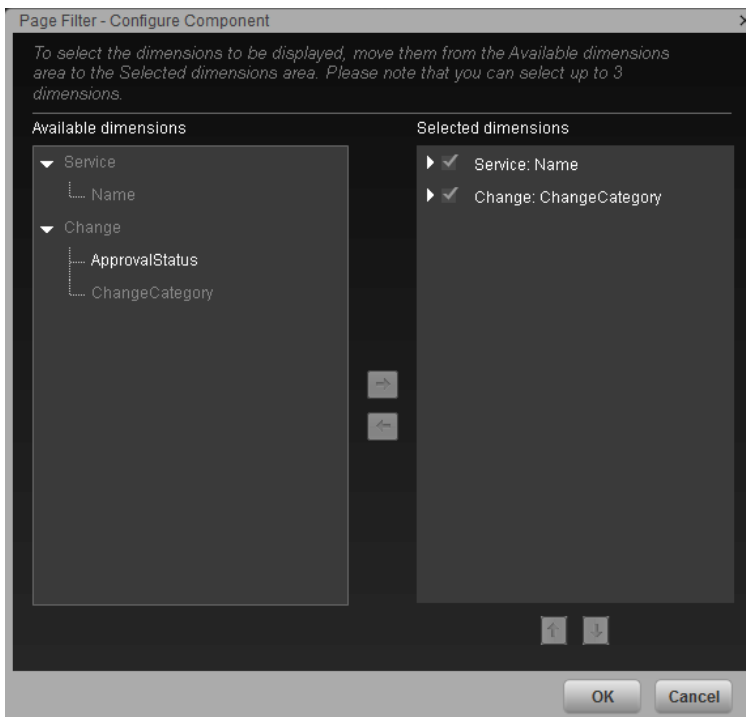 Page Filter - Configure Component
To select the dimensions to be displayed, move them from the Available dimensions
area to the Selected dimensions area. Please note that you can select up to 3
dimensions.
Available dimensions
Selected dimensions
Service
Name
Change
ApprovalStatus
ChangeCategory
Service: Name
Change: ChangeCategory
OK
Cancel